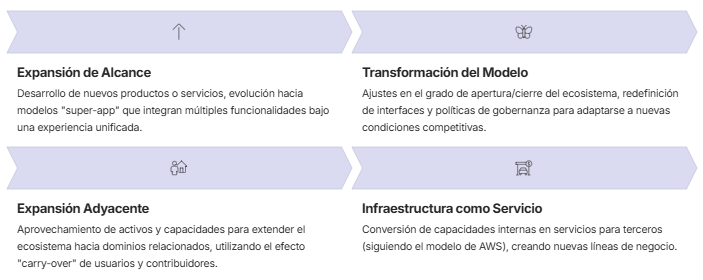 Expansión de Alcance
Desarrollo de nuevos productos o servicios, evolución hacia
modelos "super-app" que integran múltiples funcionalidades bajo
una experiencia unificada.
Transformación del Modelo
Ajustes en el grado de apertura/cierre del ecosistema, redefinición
de interfaces y políticas de gobernanza para adaptarse a nuevas
condiciones competitivas.
Expansión Adyacente
Aprovechamiento de activos y capacidades para extender el
ecosistema hacia dominios relacionados, utilizando el efecto
"carry-over" de usuarios y contribuidores.
Infraestructura como Servicio
Conversión de capacidades internas en servicios para terceros
(siguiendo el modelo de AWS), creando nuevas líneas de negocio.